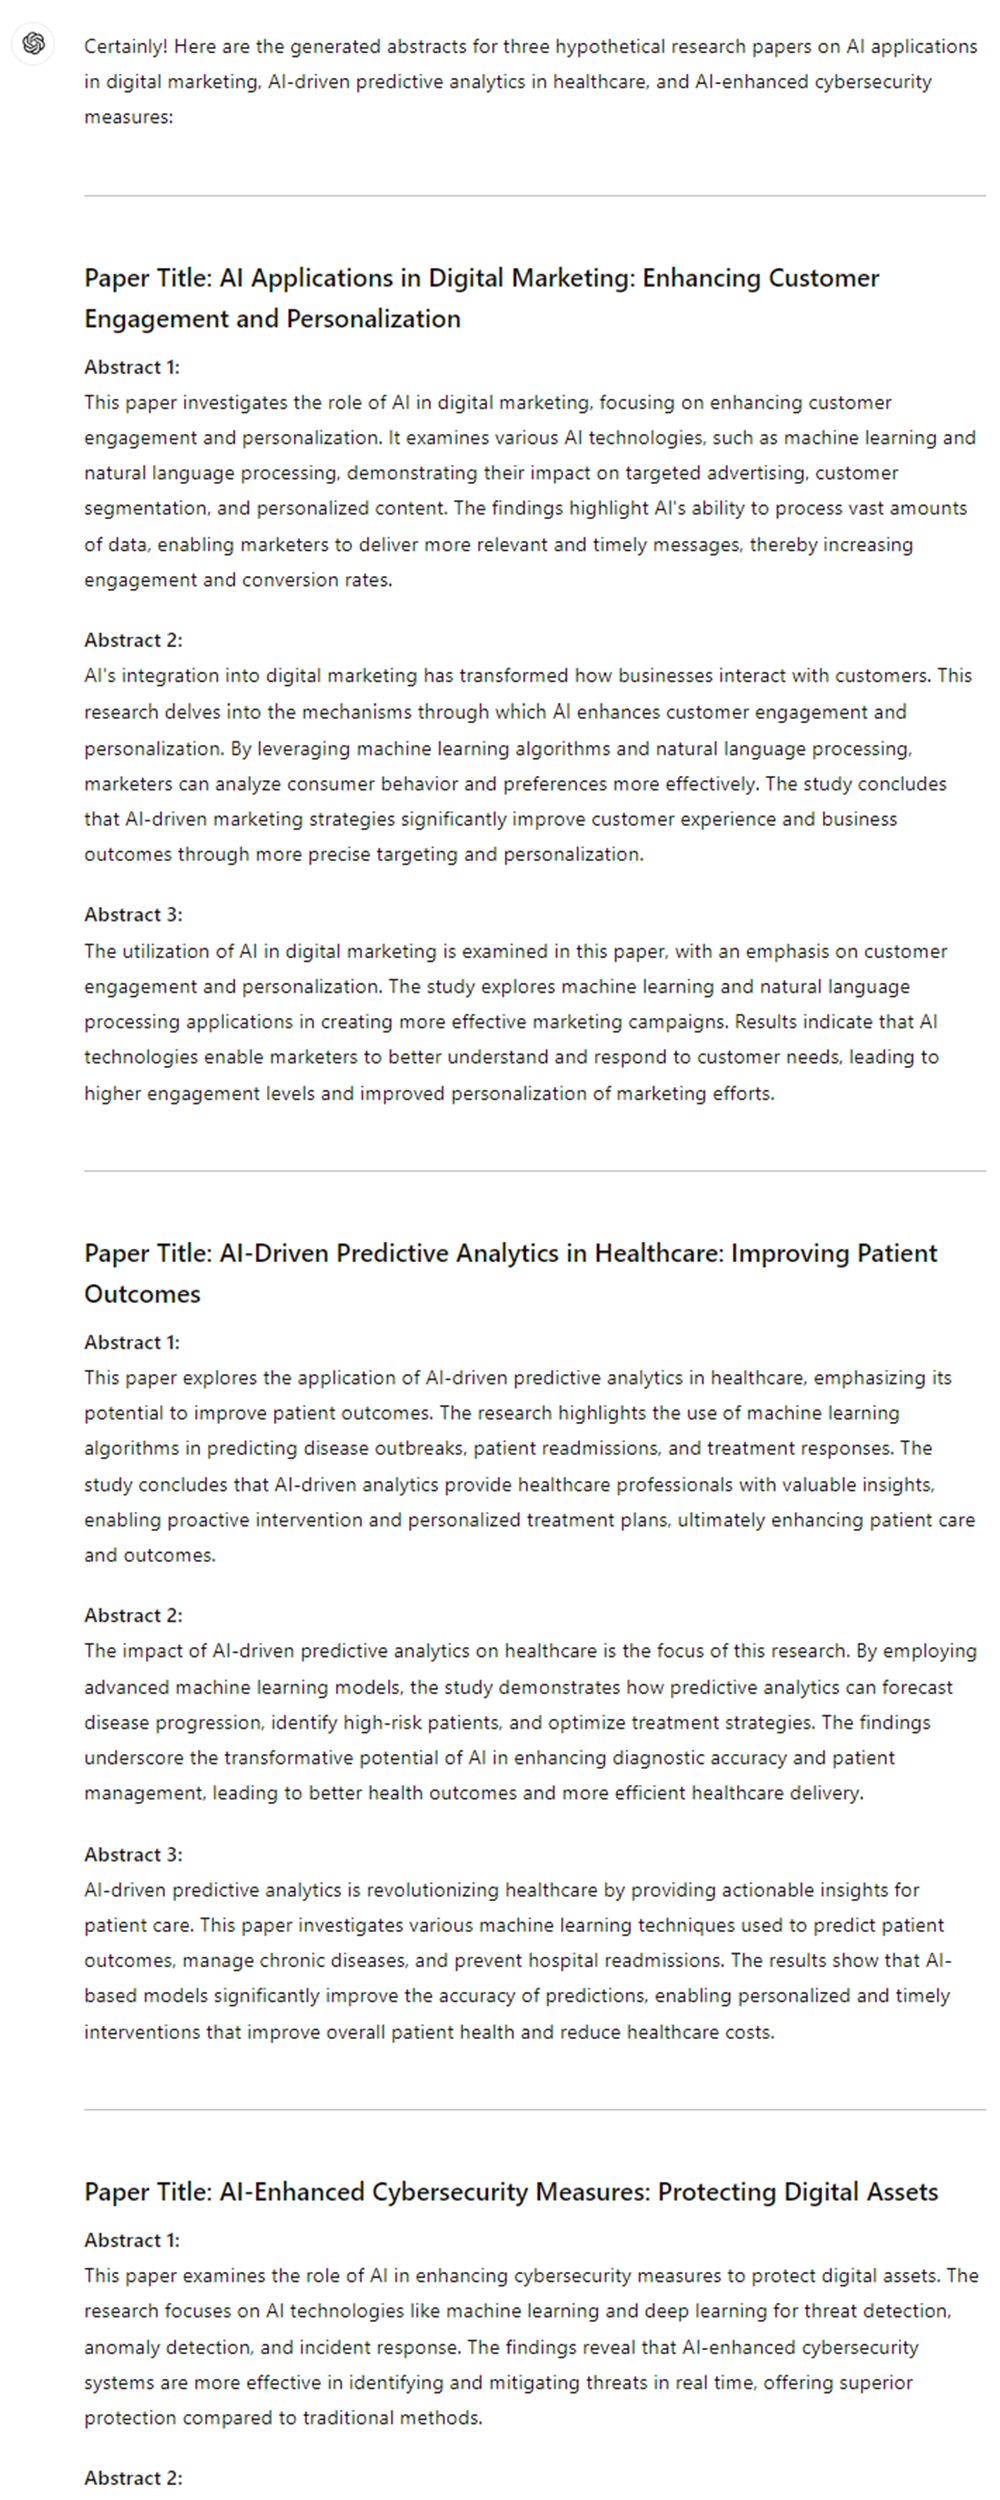 Certainly! Here are the generated abstracts for three hypothetical research papers on AI applications
in digital marketing, AI-driven predictive analytics in healthcare, and AI-enhanced cybersecurity
measures:
Paper Title: AI Applications in Digital Marketing: Enhancing Customer
Engagement and Personalization
Abstract 1:
This paper investigates the role of AI in digital marketing, focusing on enhancing customer
engagement and personalization. It examines various AI technologies, such as machine learning and
natural language processing, demonstrating their impact on targeted advertising, customer
segmentation, and personalized content. The findings highlight AI's ability to process vast amounts
of data, enabling marketers to deliver more relevant and timely messages, thereby increasing
engagement and conversion rates.
Abstract 2:
AI's integration into digital marketing has transformed how businesses interact with customers. This
research delves into the mechanisms through which AI enhances customer engagement and
personalization. By leveraging machine learning algorithms and natural language processing,
marketers can analyze consumer behavior and preferences more effectively. The study concludes
that AI-driven marketing strategies significantly improve customer experience and business
outcomes through more precise targeting and personalization.
Abstract 3:
The utilization of AI in digital marketing is examined in this paper, with an emphasis on customer
engagement and personalization. The study explores machine learning and natural language
processing applications in creating more effective marketing campaigns. Results indicate that AI
technologies enable marketers to better understand and respond to customer needs, leading to
higher engagement levels and improved personalization of marketing efforts.
Paper Title: AI-Driven Predictive Analytics in Healthcare: Improving Patient
Outcomes
Abstract 1:
This paper explores the application of AI-driven predictive analytics in healthcare, emphasizing its
potential to improve patient outcomes. The research highlights the use of machine learning
algorithms in predicting disease outbreaks, patient readmissions, and treatment responses. The
study concludes that AI-driven analytics provide healthcare professionals with valuable insights,
enabling proactive intervention and personalized treatment plans, ultimately enhancing patient care
and outcomes.
Abstract 2:
The impact of AI-driven predictive analytics on healthcare is the focus of this research. By employing
advanced machine learning models, the study demonstrates how predictive analytics can forecast
disease progression, identify high-risk patients, and optimize treatment strategies. The findings
underscore the transformative potential of AI in enhancing diagnostic accuracy and patient
management, leading to better health outcomes and more efficient healthcare delivery.
Abstract 3:
AI-driven predictive analytics is revolutionizing healthcare by providing actionable insights for
patient care. This paper investigates various machine learning techniques used to predict patient
outcomes, manage chronic diseases, and prevent hospital readmissions. The results show that AI-
based models significantly improve the accuracy of predictions, enabling personalized and timely
interventions that improve overall patient health and reduce healthcare costs.
Paper Title: AI-Enhanced Cybersecurity Measures: Protecting Digital Assets
Abstract 1:
This paper examines the role of AI in enhancing cybersecurity measures to protect digital assets. The
research focuses on AI technologies like machine learning and deep learning for threat detection,
anomaly detection, and incident response. The findings reveal that AI-enhanced cybersecurity
systems are more effective in identifying and mitigating threats in real time, offering superior
protection compared to traditional methods.
Abstract 2: